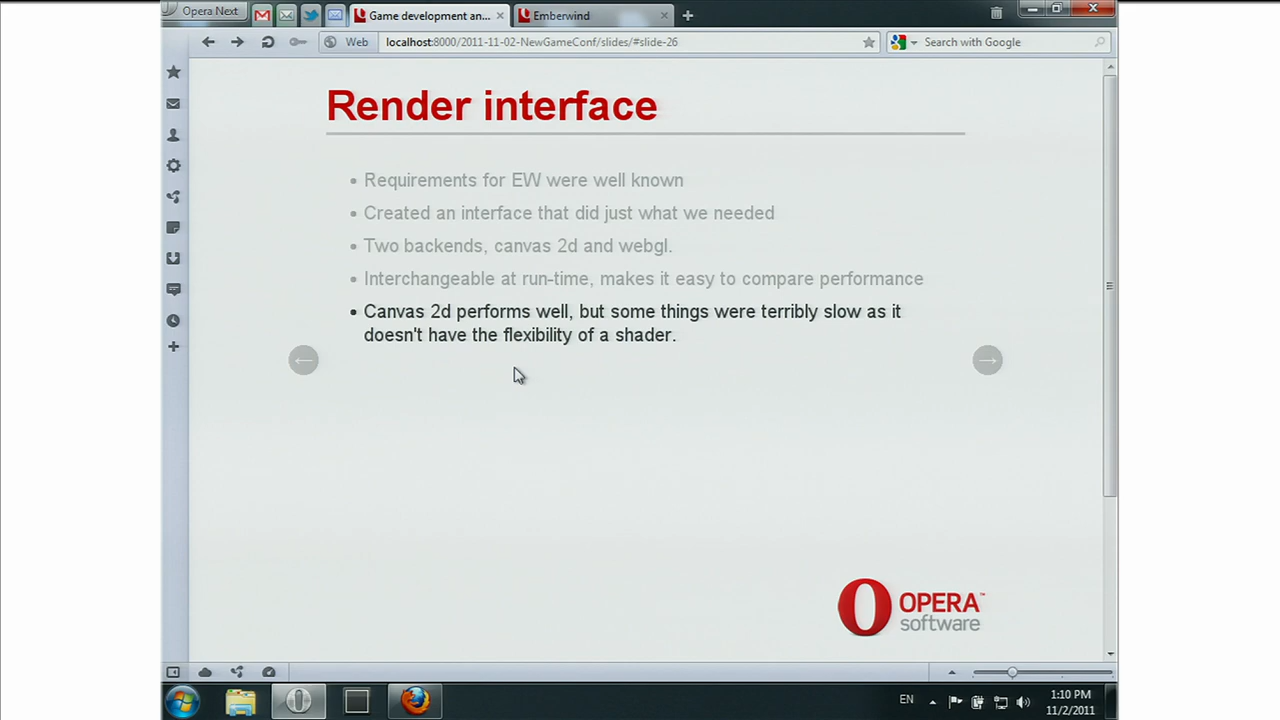 Opera Next
Game development an...
Emberwind
Web
localhost:8000/2011-11-02-NewGameConf/slides/#slide-26
Search with Google
Render interface
• Requirements for EW were well known
• Created an interface that did just what we needed
• Two backends, canvas 2d and webgl.
• Interchangeable at run-time, makes it easy to compare performance
• Canvas 2d performs well, but some things were terribly slow as it
doesn't have the flexibility of a shader.
OPERA™
software
EN
1:10 PM
11/2/2011